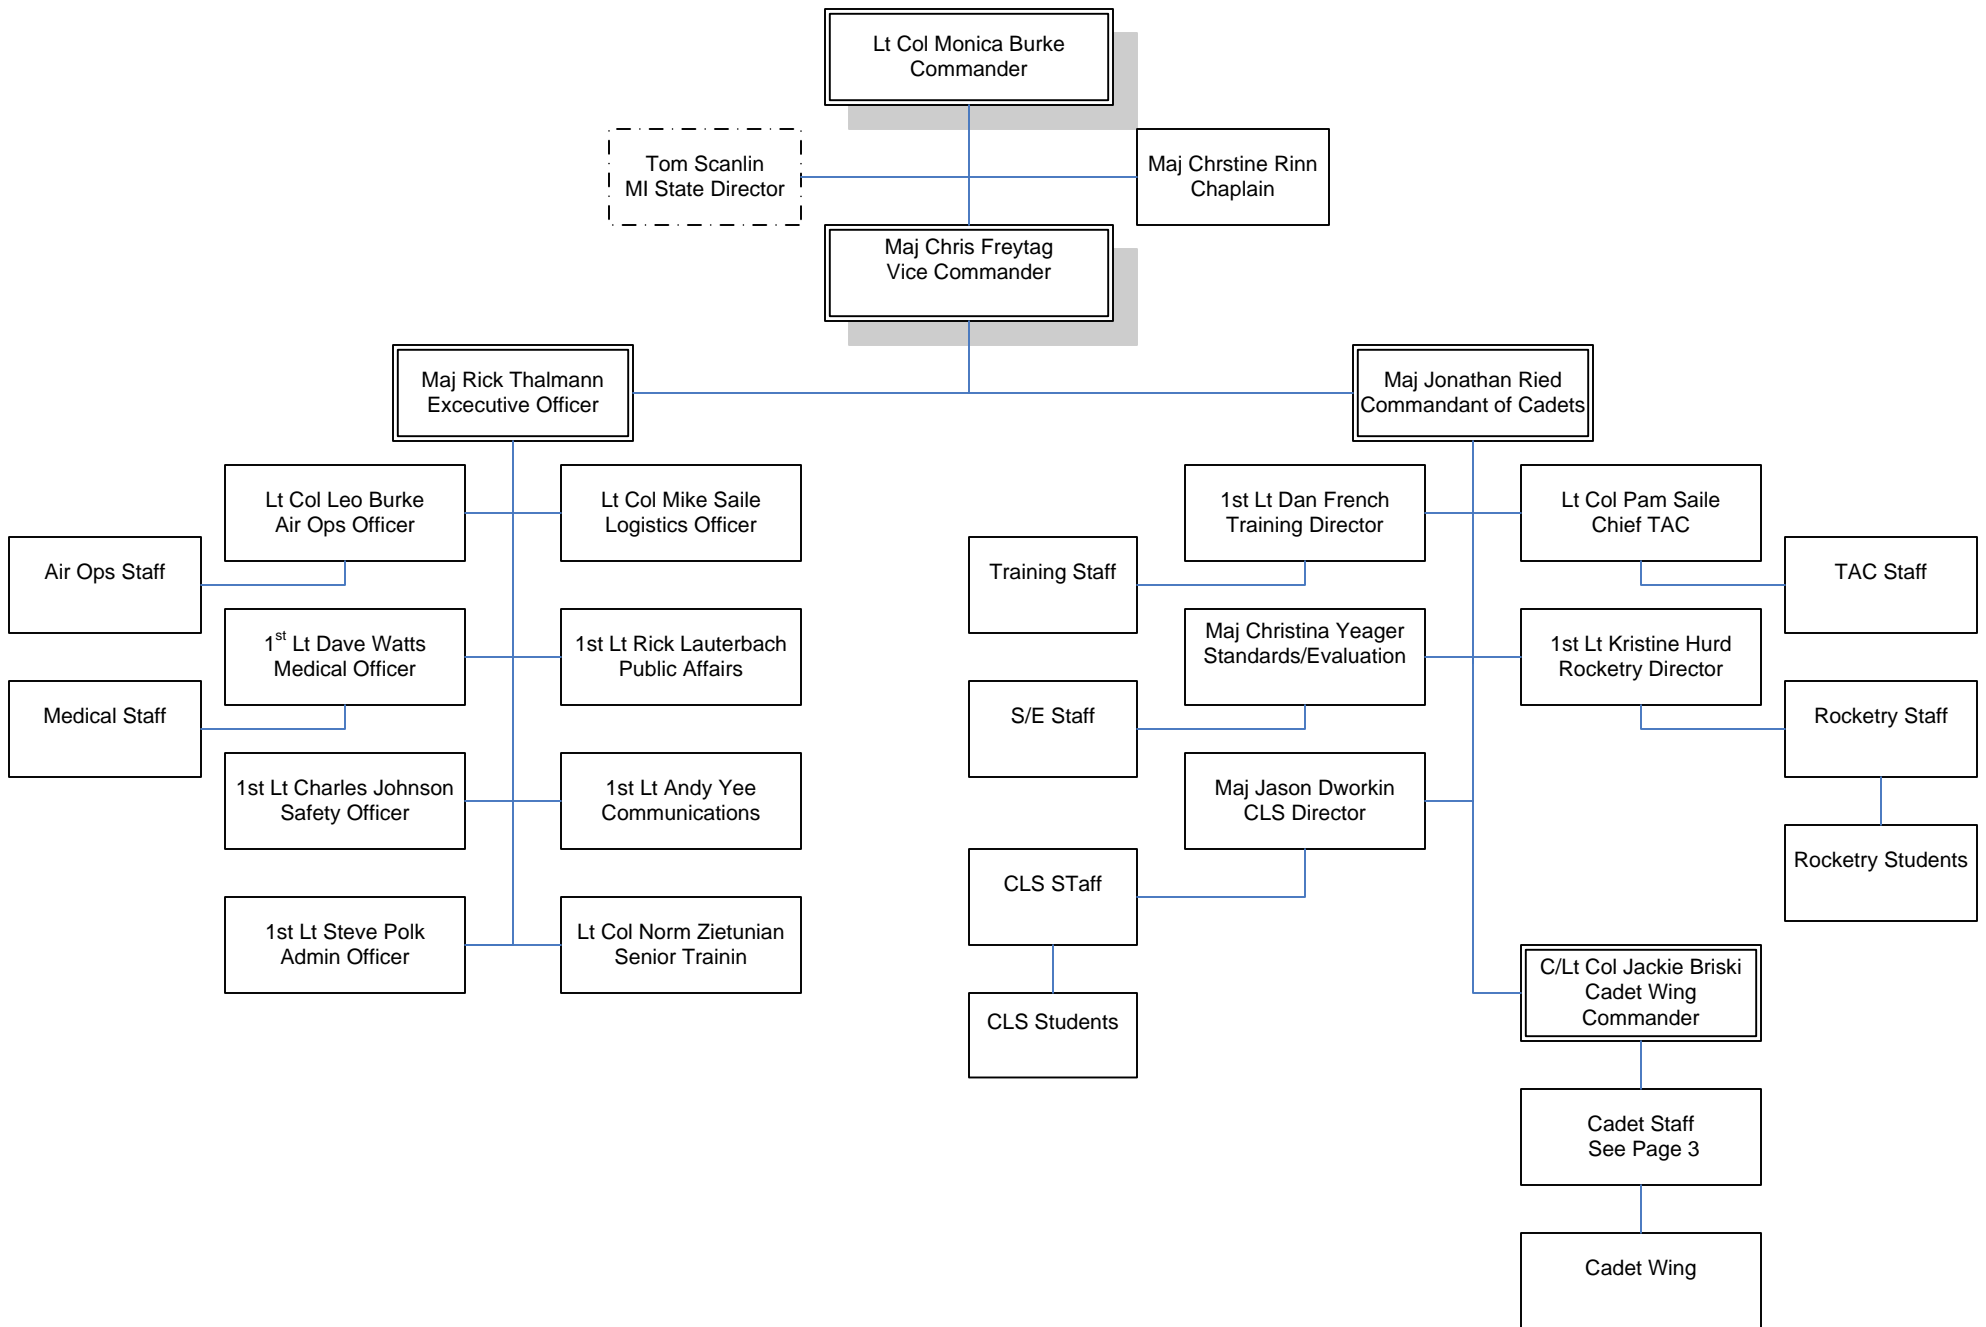 Lt Col Monica Burke
Commander
Tom Scanlin
MI State Director
Maj Chrstine Rinn
Chaplain
Maj Chris Freytag
Vice Commander
Maj Rick Thalmann
Excecutive Officer
Maj Jonathan Ried
Commandant of Cadets
Lt Col Leo Burke
Air Ops Officer
Lt Col Mike Saile
Logistics Officer
1st Lt Dan French
Training Director
Lt Col Pam Saile
Chief TAC
Air Ops Staff
Training Staff
TAC Staff
1st Lt Dave Watts
Medical Officer
1st Lt Rick Lauterbach
Public Affairs
Maj Christina Yeager
Standards/Evaluation
1st Lt Kristine Hurd
Rocketry Director
Medical Staff
S/E Staff
Rocketry Staff
1st Lt Charles Johnson
Safety Officer
1st Lt Andy Yee
Communications
Maj Jason Dworkin
CLS Director
Rocketry Students
CLS STaff
1st Lt Steve Polk
Admin Officer
Lt Col Norm Zietunian
Senior Trainin
C/Lt Col Jackie Briski
Cadet Wing
Commander
CLS Students
Cadet Staff
See Page 3
Cadet Wing